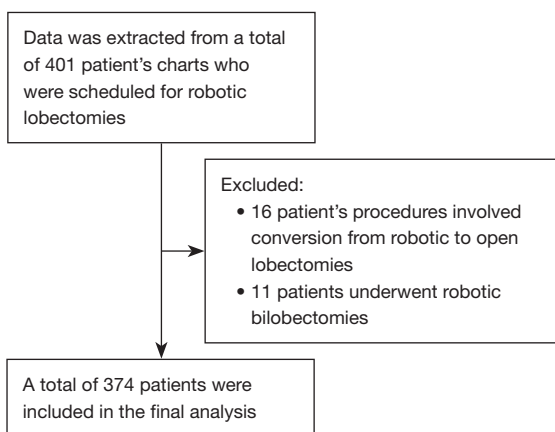 Data was extracted from a total
of 401 patient's charts who
were scheduled for robotic
lobectomies
Excluded:
• 16 patient's procedures involved
conversion from robotic to open
lobectomies
• 11 patients underwent robotic
bilobectomies
A total of 374 patients were
included in the final analysis